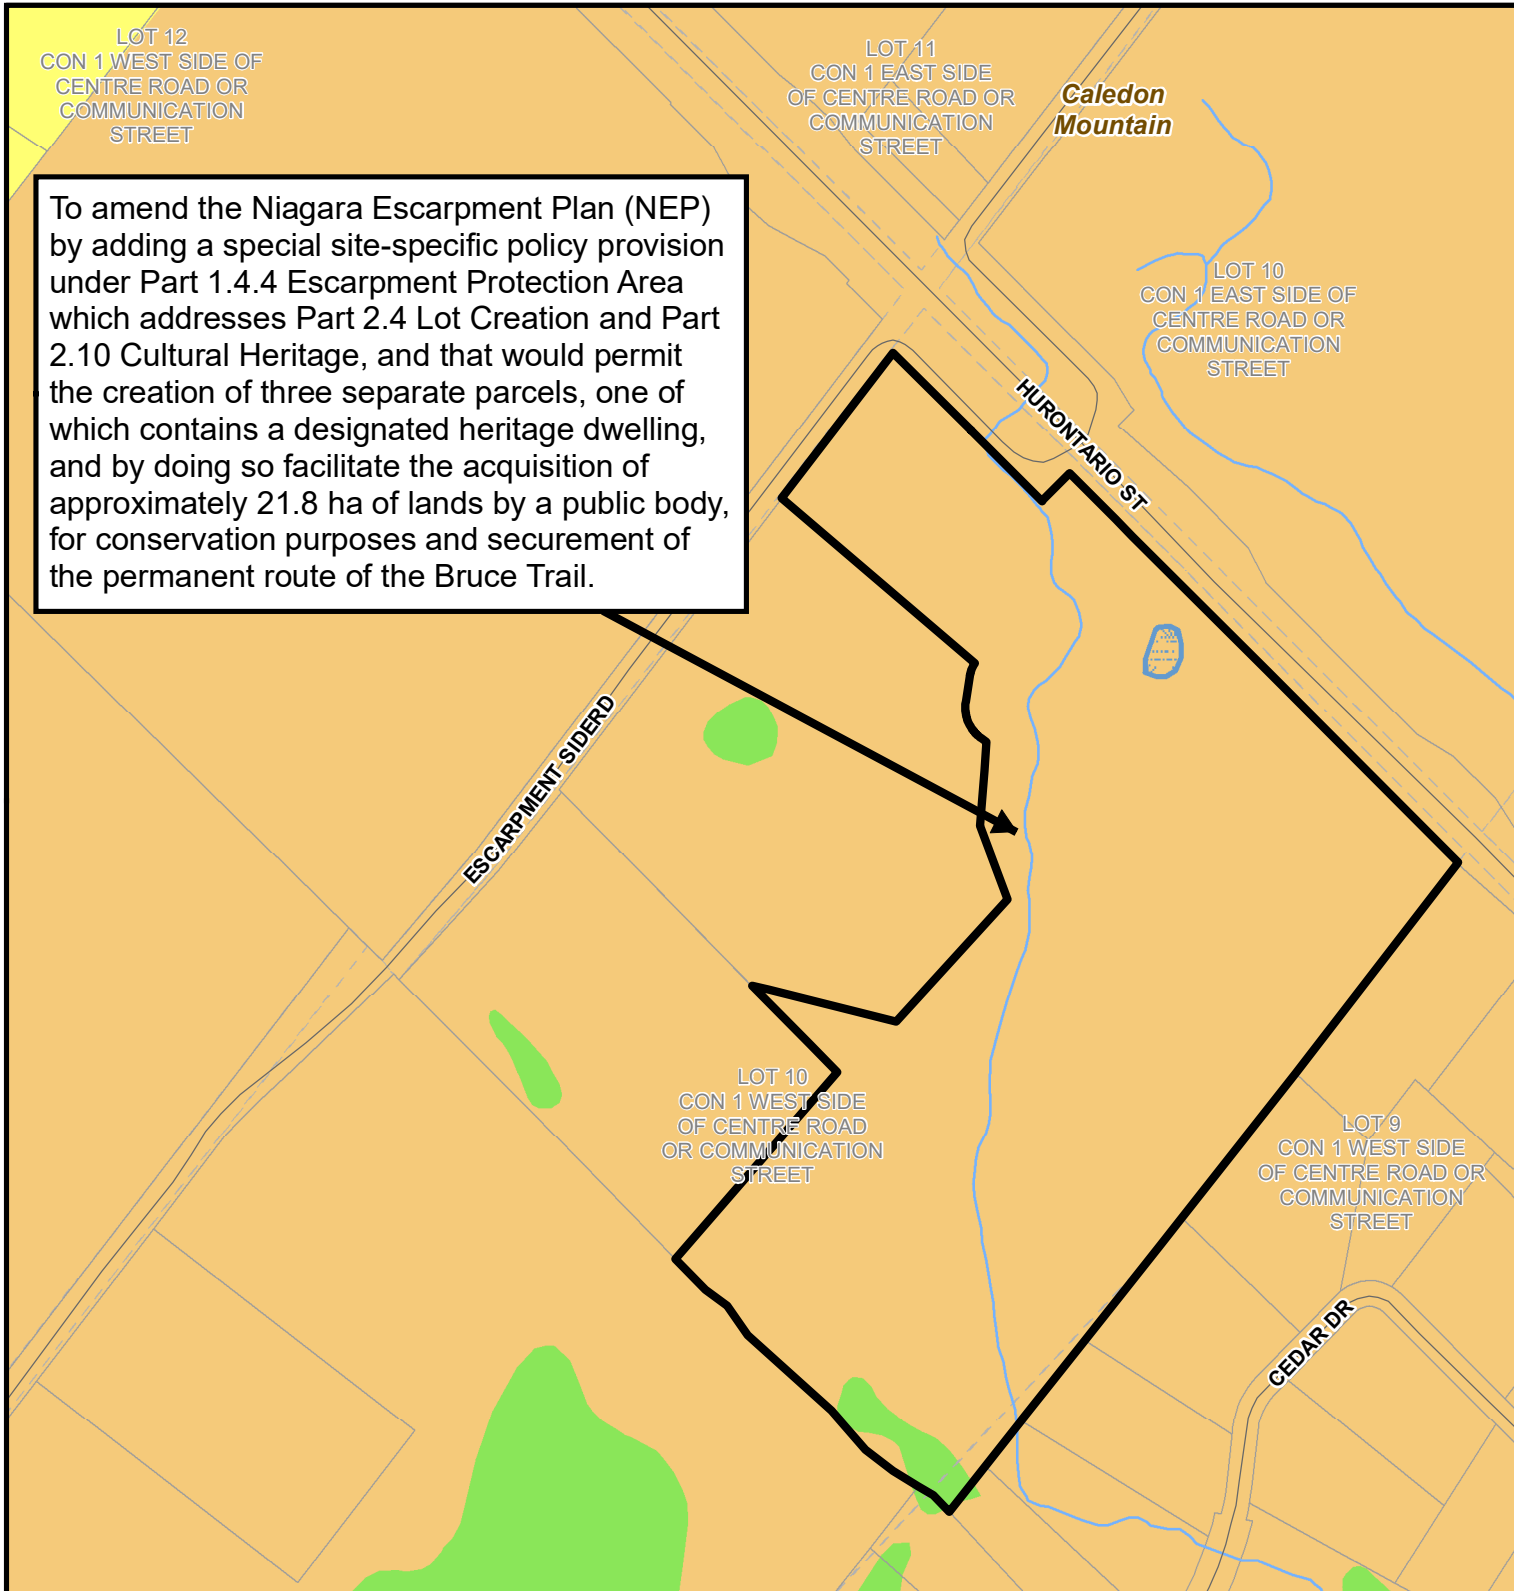 LOT 12
CON 1 WEST SIDE OF
CENTRE ROAD OR
COMMUNICATION
STREET
LOT 11
CON 1 EAST SIDE
OF CENTRE ROAD OR
COMMUNICATION
STREET
Caledon
Mountain
To amend the Niagara Escarpment Plan (NEP)
by adding a special site-specific policy provision
under Part 1.4.4 Escarpment Protection Area
which addresses Part 2.4 Lot Creation and Part
2.10 Cultural Heritage, and that would permit
the creation of three separate parcels, one of
which contains a designated heritage dwelling,
and by doing so facilitate the acquisition of
approximately 21.8 ha of lands by a public body,
for conservation purposes and securement of
the permanent route of the Bruce Trail.
LOT 10
CON 1 EAST SIDE OF
CENTRE ROAD OR
COMMUNICATION
STREET
HURONTARIO ST
ESCARPMENT SIDERD
LOT 10
CON 1 WEST SIDE
OF CENTRE ROAD
OR COMMUNICATION
STREET
LOT 9
CON 1 WEST SIDE
OF CENTRE ROAD OR
COMMUNICATION
STREET
CEDAR DR